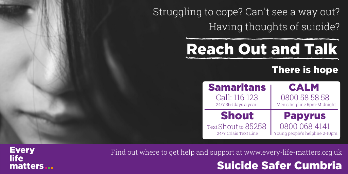 Struggling to cope? Can't see a way out?
Having thoughts of suicide?
Reach Out and Talk
There is hope
Samaritans
Call: 116 123
CALM
0800 58 58 58
Shout
Text Shout to 85258
Papyrus
0800 068 4141
Every
life
matters
Find out where to get help and support at www.every-life-matters.org.uk
Suicide Safer Cumbria